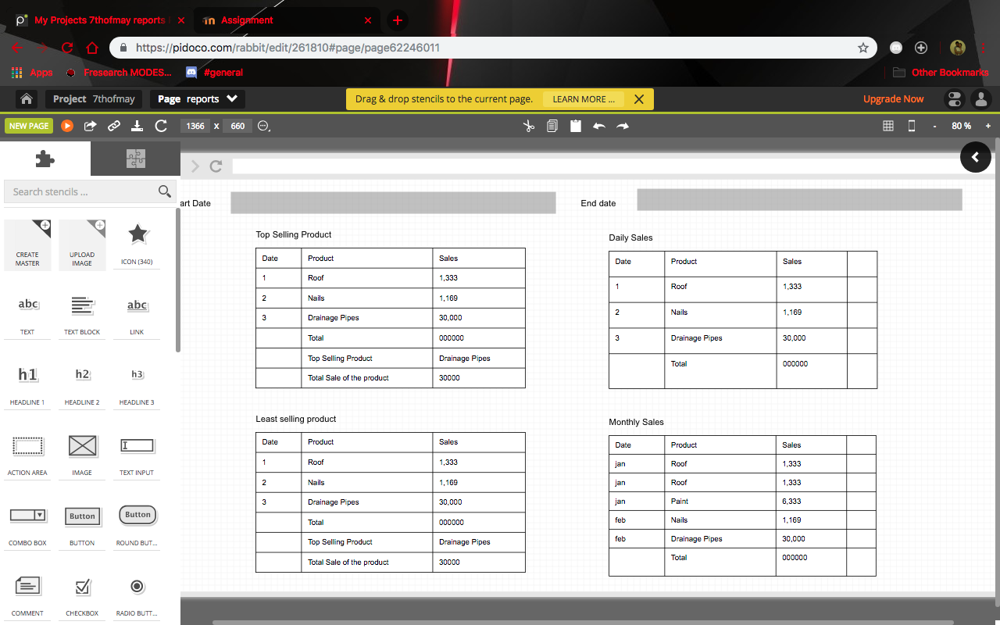 My Projects 7thofmay reports
Assignment
https://pidoco.com/rabbit/edit/261810#page/page62246011
Apps
Fresearch MODES...
#general
Other Bookmarks
Project 7thofmay
Page reports
Drag & drop stencils to the current page.
LEARN MORE ...
Upgrade Now
NEW PAGE
1366 x 660
- 80 % +
Search stencils ...
CREATE MASTER
UPLOAD IMAGE
ICON (340)
abc
abc
TEXT
TEXT BLOCK
LINK
h1
h2
h3
HEADLINE 1
HEADLINE 2
HEADLINE 3
ACTION AREA
IMAGE
TEXT INPUT
Button
Button
COMBO BOX
BUTTON
ROUND BUT...
COMMENT
CHECKBOX
RADIO BUTT...
art Date
End date
Top Selling Product
Date Product Sales
1 Roof 1,333
2 Nails 1,169
3 Drainage Pipes 30,000
Total 000000
Top Selling Product Drainage Pipes
Total Sale of the product 30000
Daily Sales
Date Product Sales
1 Roof 1,333
2 Nails 1,169
3 Drainage Pipes 30,000
Total 000000
Least selling product
Date Product Sales
1 Roof 1,333
2 Nails 1,169
3 Drainage Pipes 30,000
Total 000000
Top Selling Product Drainage Pipes
Total Sale of the product 30000
Monthly Sales
Date Product Sales
jan Roof 1,333
jan Roof 1,333
jan Paint 6,333
feb Nails 1,169
feb Drainage Pipes 30,000
Total 000000